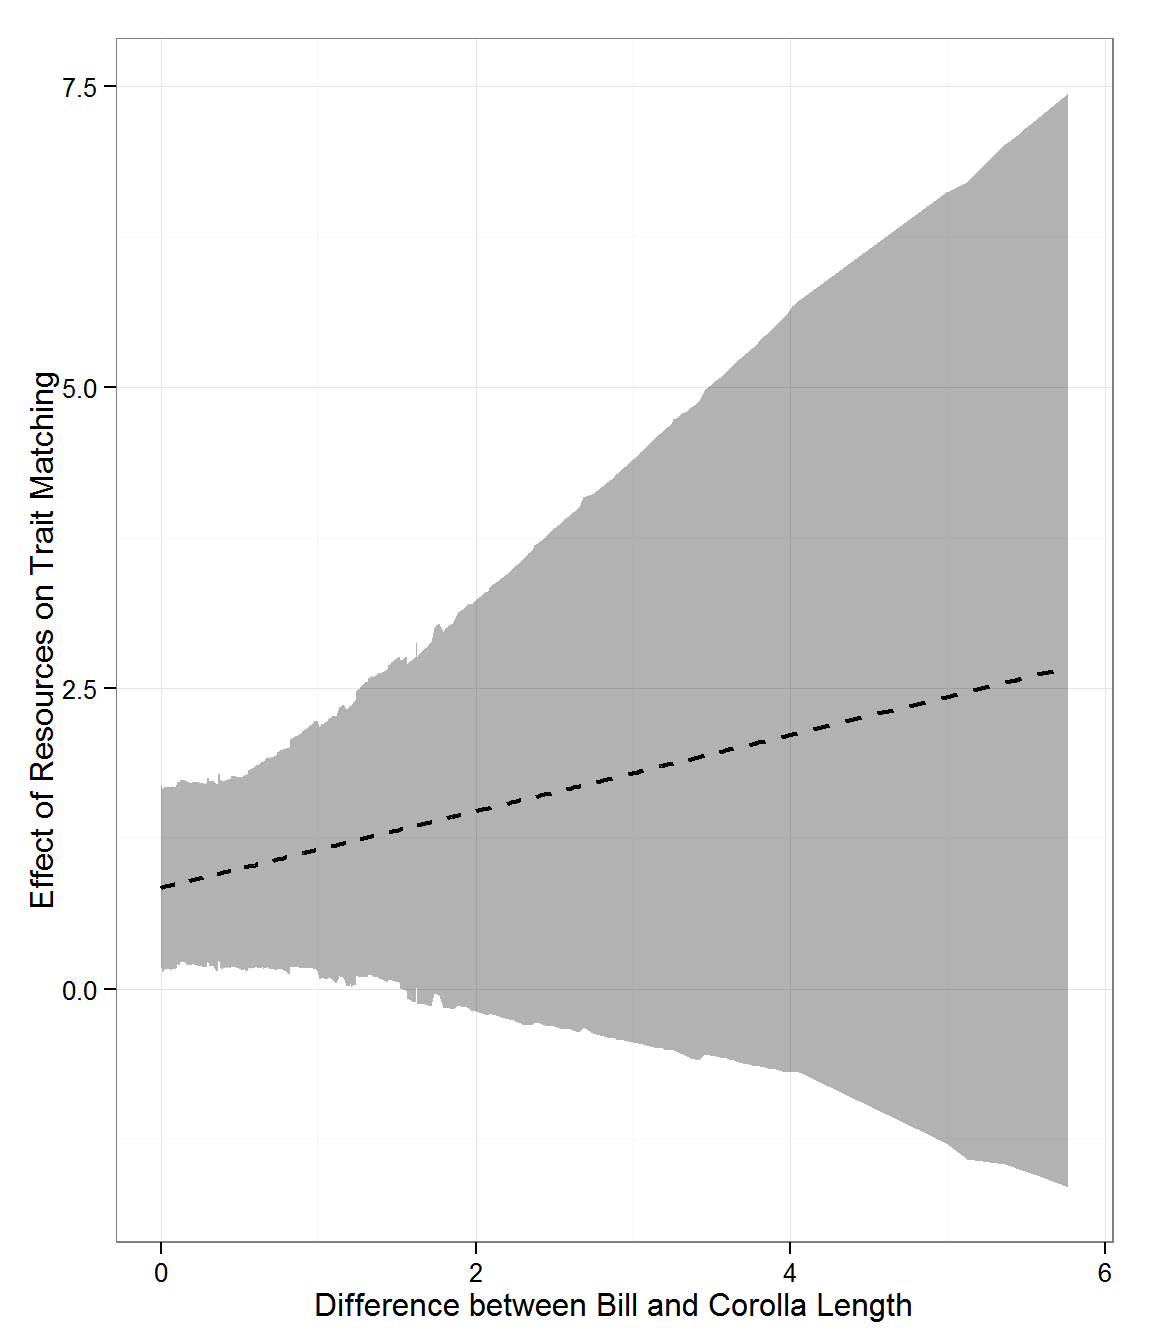 7.5
5.0
2.5
0.0
Effect of Resources on Trait Matching
0 2 4 6
Difference between Bill and Corolla Length